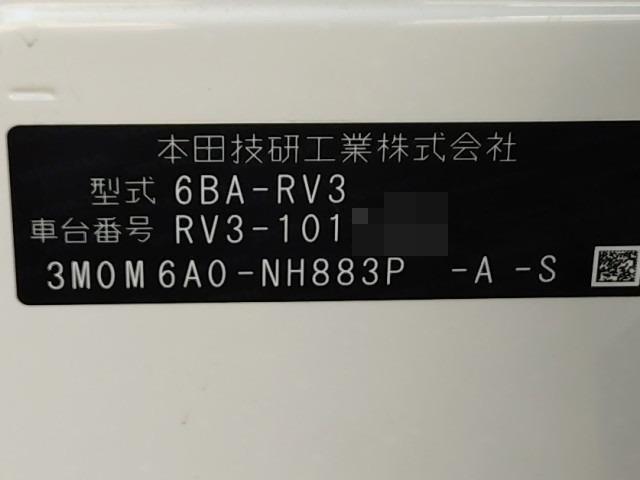 本田技研工業株式会社
型式 6BA-RV3
車台番号 RV3-101
3M0M6A0-NH883P -A -S